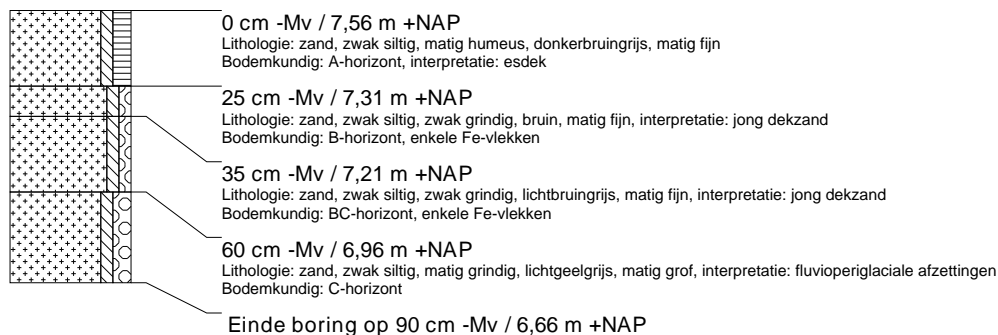 0 cm -Mv / 7,56 m +NAP
Lithologie: zand, zwak siltig, matig humeus, donkerbruingrijs, matig fijn
Bodemkundig: A-horizont, interpretatie: esdek
25 cm -Mv / 7,31 m +NAP
Lithologie: zand, zwak siltig, zwak grindig, bruin, matig fijn, interpretatie: jong dekzand
Bodemkundig: B-horizont, enkele Fe-vlekken
35 cm -Mv / 7,21 m +NAP
Lithologie: zand, zwak siltig, zwak grindig, lichtbruingrijs, matig fijn, interpretatie: jong dekzand
Bodemkundig: BC-horizont, enkele Fe-vlekken
60 cm -Mv / 6,96 m +NAP
Lithologie: zand, zwak siltig, matig grindig, lichtgeelgrijs, matig grof, interpretatie: fluvioperiglaciale afzettingen
Bodemkundig: C-horizont
Einde boring op 90 cm -Mv / 6,66 m +NAP